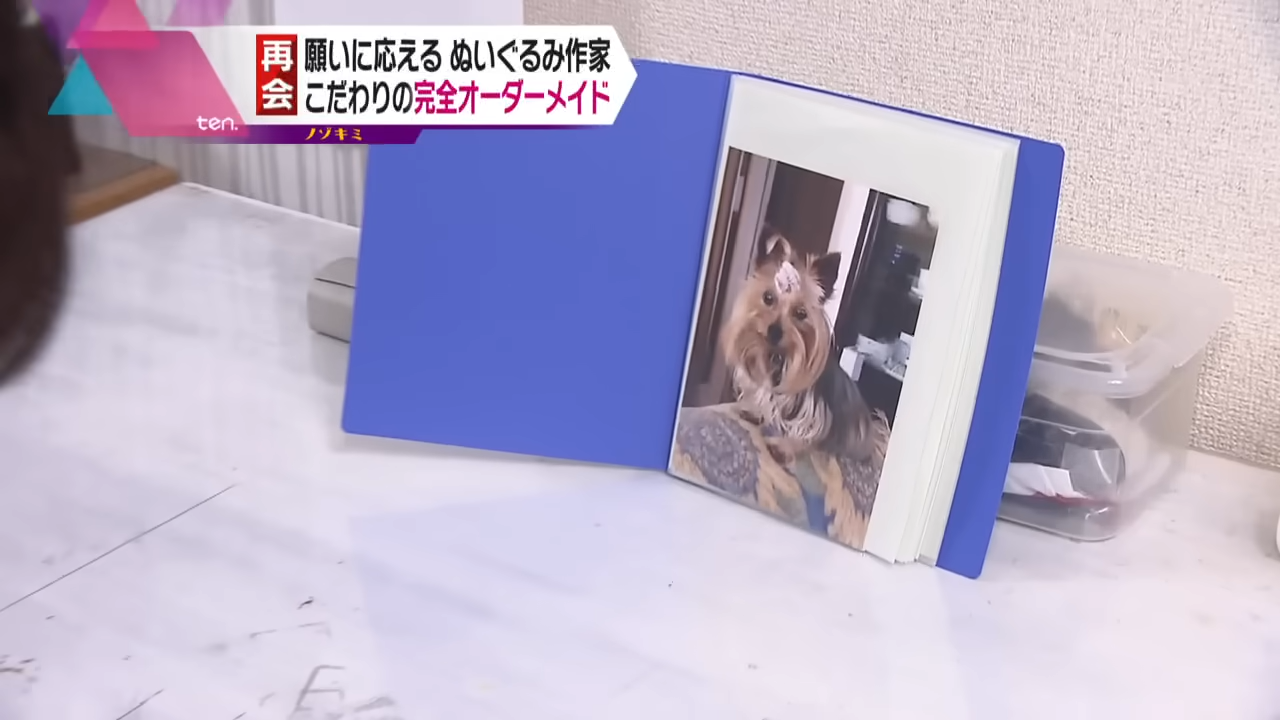 再会
願いに応える ぬいぐるみ作家
こだわりの完全オーダーメイド
ten.
ノゾキミ